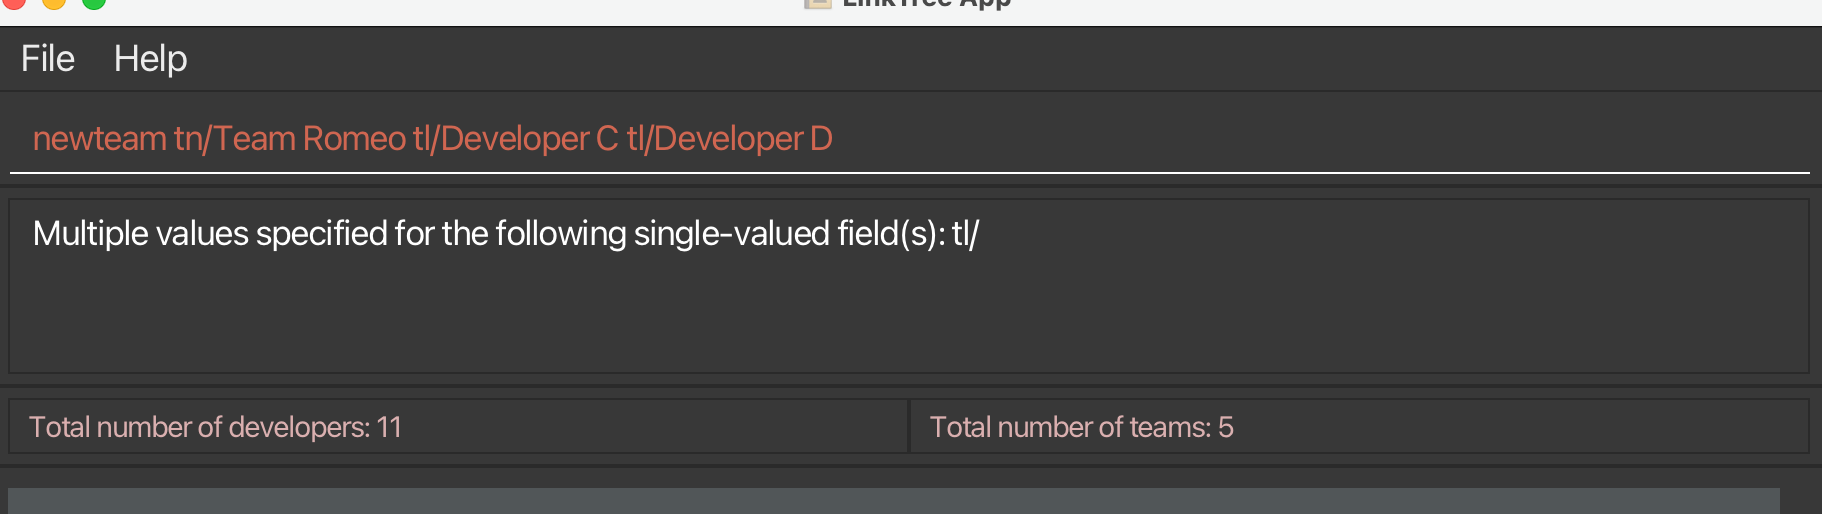 LinkTree App
File Help
newteam tn/Team Romeo tl/Developer C tl/Developer D
Multiple values specified for the following single-valued field(s): tl/
Total number of developers: 11
Total number of teams: 5